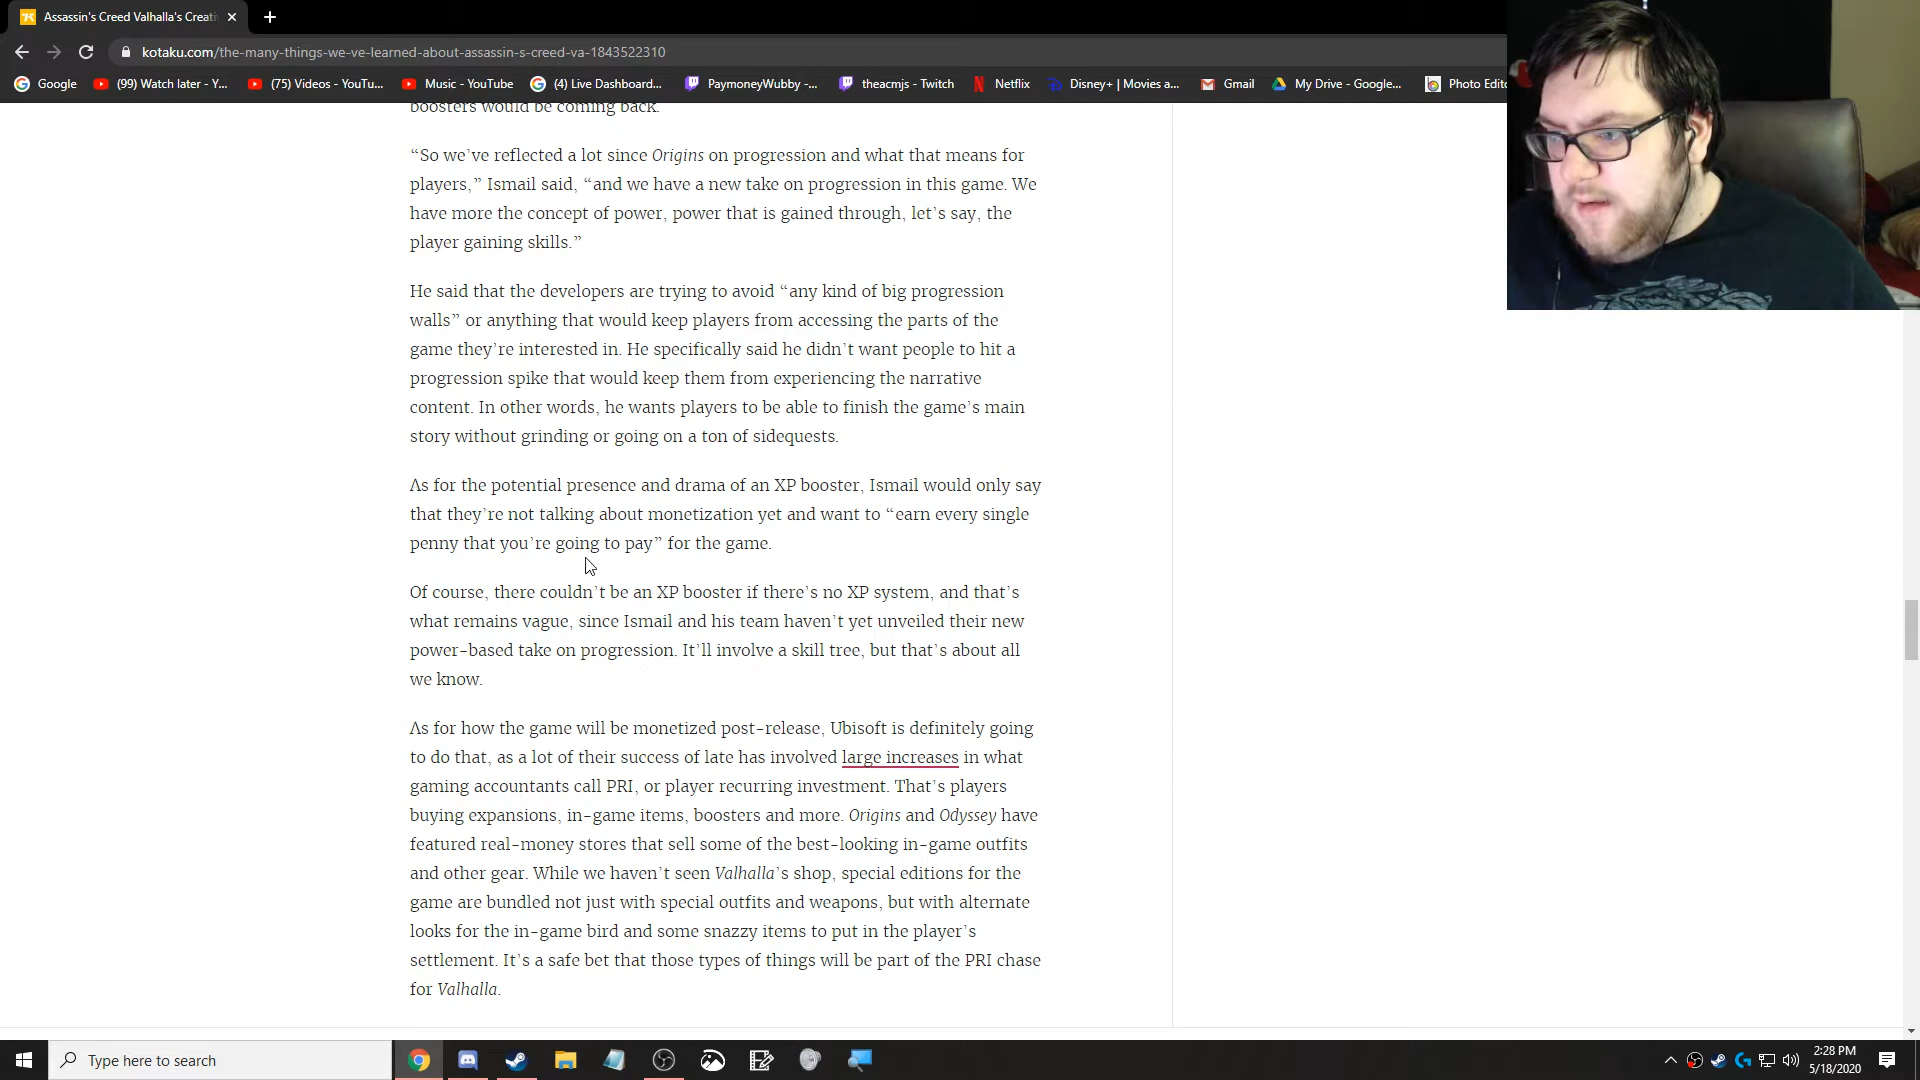 Assassin's Creed Valhalla's Creati
kotaku.com/the-many-things-we-ve-learned-about-assassin-s-creed-va-1843522310
Google
(99) Watch later - Y...
(75) Videos - YouTu...
Music - YouTube
(4) Live Dashboard...
PaymoneyWubby -...
theacmjs - Twitch
Netflix
Disney+ | Movies a...
Gmail
My Drive - Google...
Photo Edit
boosters would be coming back.
“So we’ve reflected a lot since Origins on progression and what that means for
players,” Ismail said, “and we have a new take on progression in this game. We
have more the concept of power, power that is gained through, let’s say, the
player gaining skills.”
He said that the developers are trying to avoid “any kind of big progression
walls” or anything that would keep players from accessing the parts of the
game they’re interested in. He specifically said he didn’t want people to hit a
progression spike that would keep them from experiencing the narrative
content. In other words, he wants players to be able to finish the game’s main
story without grinding or going on a ton of sidequests.
As for the potential presence and drama of an XP booster, Ismail would only say
that they’re not talking about monetization yet and want to “earn every single
penny that you’re going to pay” for the game.
Of course, there couldn’t be an XP booster if there’s no XP system, and that’s
what remains vague, since Ismail and his team haven’t yet unveiled their new
power-based take on progression. It’ll involve a skill tree, but that’s about all
we know.
As for how the game will be monetized post-release, Ubisoft is definitely going
to do that, as a lot of their success of late has involved large increases in what
gaming accountants call PRI, or player recurring investment. That’s players
buying expansions, in-game items, boosters and more. Origins and Odyssey have
featured real-money stores that sell some of the best-looking in-game outfits
and other gear. While we haven’t seen Valhalla’s shop, special editions for the
game are bundled not just with special outfits and weapons, but with alternate
looks for the in-game bird and some snazzy items to put in the player’s
settlement. It’s a safe bet that those types of things will be part of the PRI chase
for Valhalla.
Type here to search
2:28 PM
5/18/2020